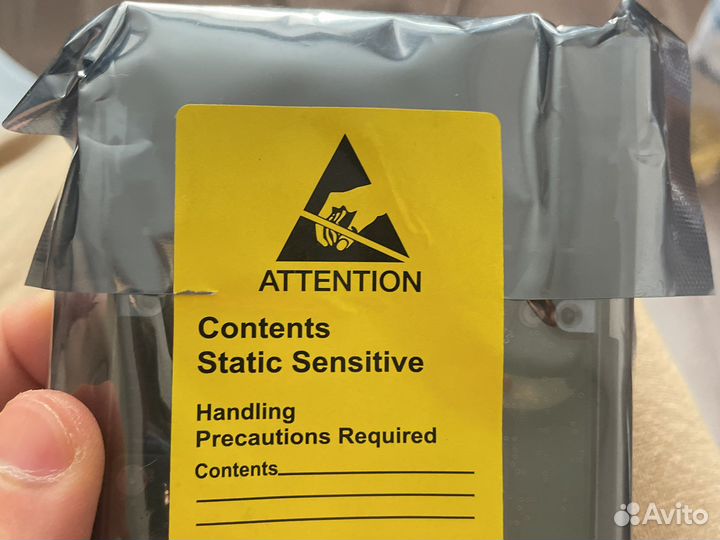 ATTENTION
Contents
Static Sensitive
Handling
Precautions Required
Contents
Avito